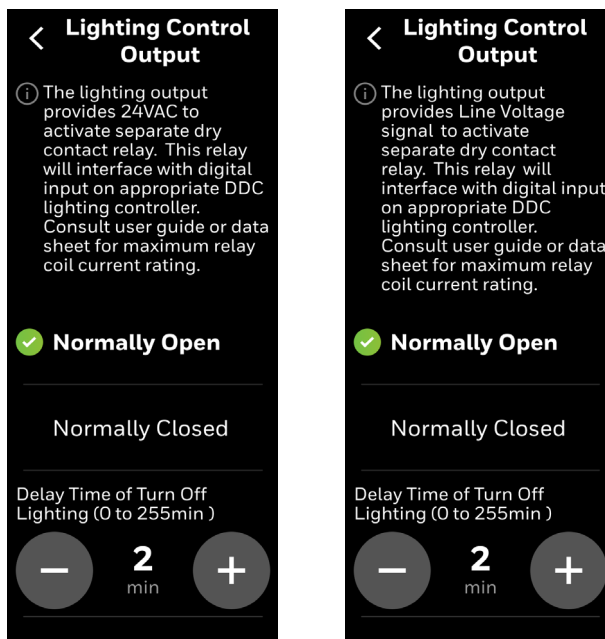 Lighting Control
Output
The lighting output
provides 24VAC to
activate separate dry
contact relay. This relay
will interface with digital
input on appropriate DDC
lighting controller.
Consult user guide or data
sheet for maximum relay
coil current rating.
Normally Open
Normally Closed
Delay Time of Turn Off
Lighting (0 to 255min )
2
min
Lighting Control
Output
The lighting output
provides Line Voltage
signal to activate
separate dry contact
relay. This relay will
interface with digital input
on appropriate DDC
lighting controller.
Consult user guide or data
sheet for maximum relay
coil current rating.
Normally Open
Normally Closed
Delay Time of Turn Off
Lighting (0 to 255min )
2
min